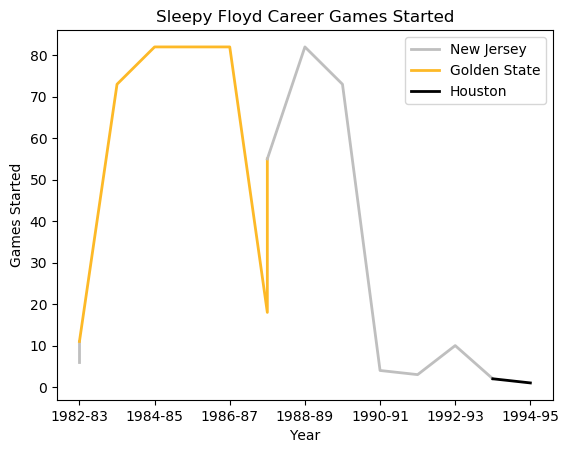 Sleepy Floyd Career Games Started
New Jersey
Golden State
Houston
80
70
60
50
40
30
20
10
0
Games Started
1982-83 1984-85 1986-87 1988-89 1990-91 1992-93 1994-95
Year